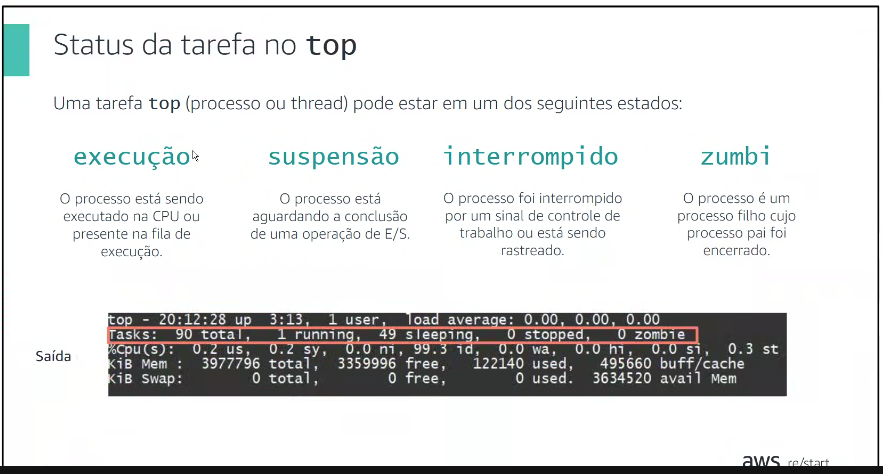 Status da tarefa no top
Uma tarefa top (processo ou thread) pode estar em um dos seguintes estados:
execução
O processo está sendo
executado na CPU ou
presente na fila de
execução.
suspensão
O processo está
aguardando a conclusão
de uma operação de E/S.
interrompido
O processo foi interrompido
por um sinal de controle de
trabalho ou está sendo
rastreado.
zumbi
O processo é um
processo filho cujo
processo pai foi
encerrado.
Saída
top - 20:12:28 up 3:13, 1 user, load average: 0.00, 0.00, 0.00
Tasks: 90 total, 1 running, 49 sleeping, 0 stopped, 0 zombie
%Cpu(s): 0.2 us, 0.2 sy, 0.0 ni, 99.3 id, 0.0 wa, 0.0 hi, 0.0 si, 0.3 st
KiB Mem : 3977796 total, 3359996 free, 122140 used, 495660 buff/cache
KiB Swap: 0 total, 0 free, 0 used. 3634520 avail Mem
aws re/start